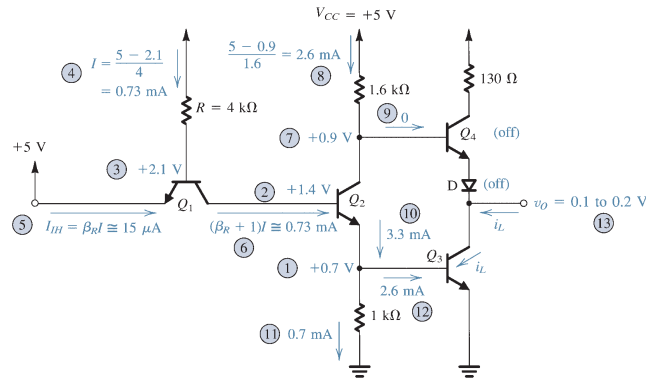 V_CC = +5 V
④ I = (5 − 2.1)/4
= 0.73 mA
(5 − 0.9)/1.6 = 2.6 mA
⑧
R = 4 kΩ
1.6 kΩ
130 Ω
⑨ 0
⑦ +0.9 V
Q4 (off)
+5 V
③ +2.1 V
Q1
② +1.4 V
Q2
D (off)
⑤ I_IH = β_R I ≅ 15 μA
(β_R + 1)I ≅ 0.73 mA
⑥
⑩
3.3 mA
v_O = 0.1 to 0.2 V
⑬
i_L
Q3
i_L
① +0.7 V
2.6 mA
⑫
1 kΩ
⑪ 0.7 mA